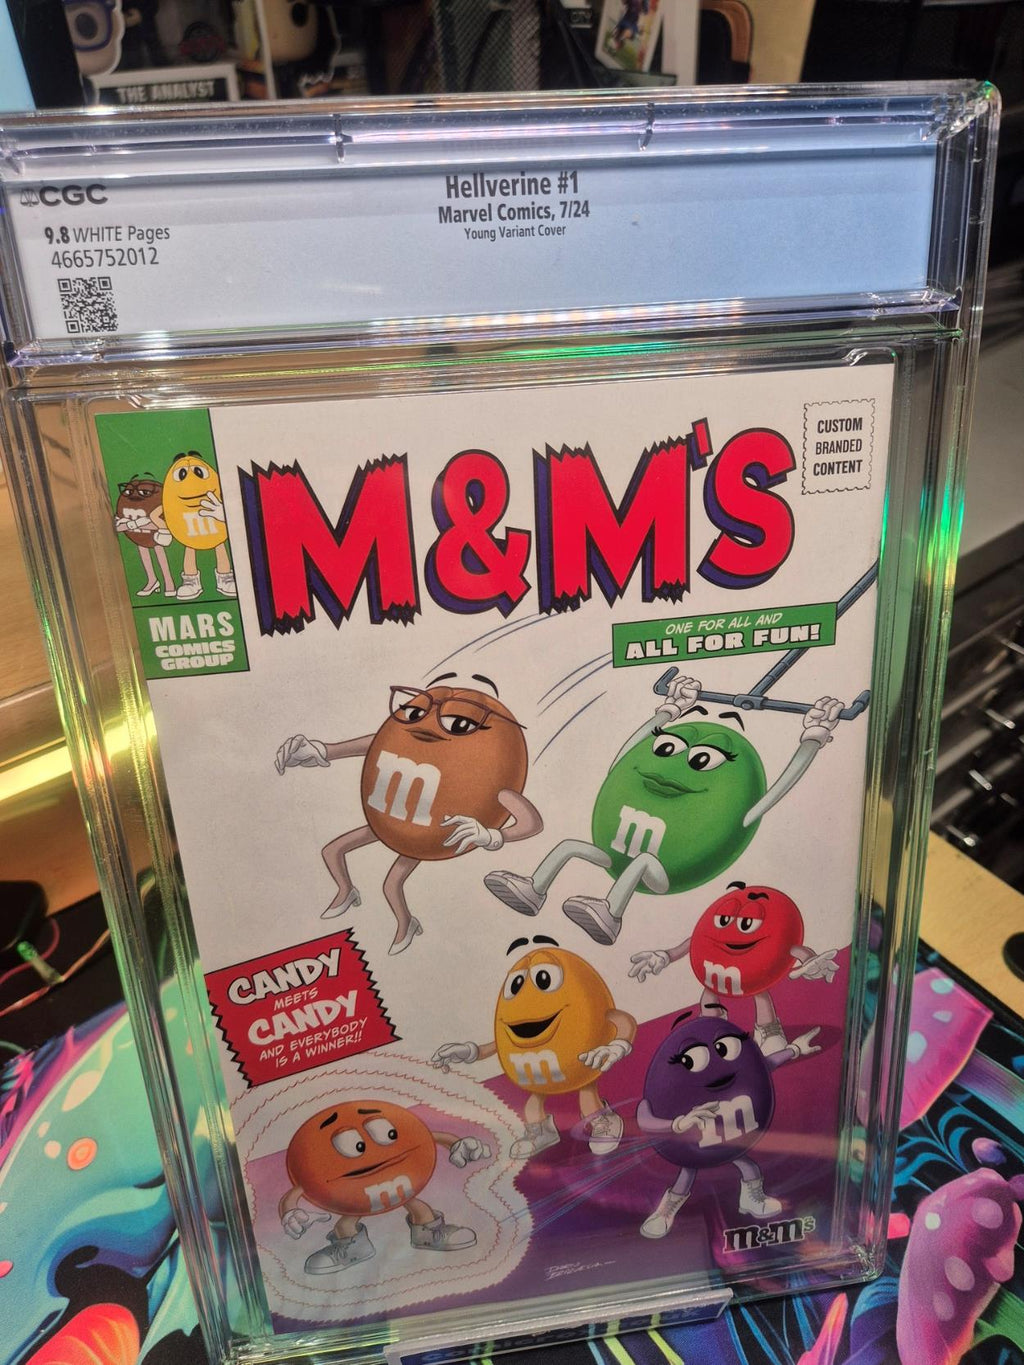 THE ANALYST
CGC
9.8 WHITE Pages
4665752012
Hellverine #1
Marvel Comics, 7/24
Young Variant Cover
CUSTOM
BRANDED
CONTENT
m
m
M&M'S
MARS
COMICS
GROUP
ONE FOR ALL AND
ALL FOR FUN!
m
m
m
CANDY
MEETS
CANDY
AND EVERYBODY
IS A WINNER!!
m
m
m
m&m's